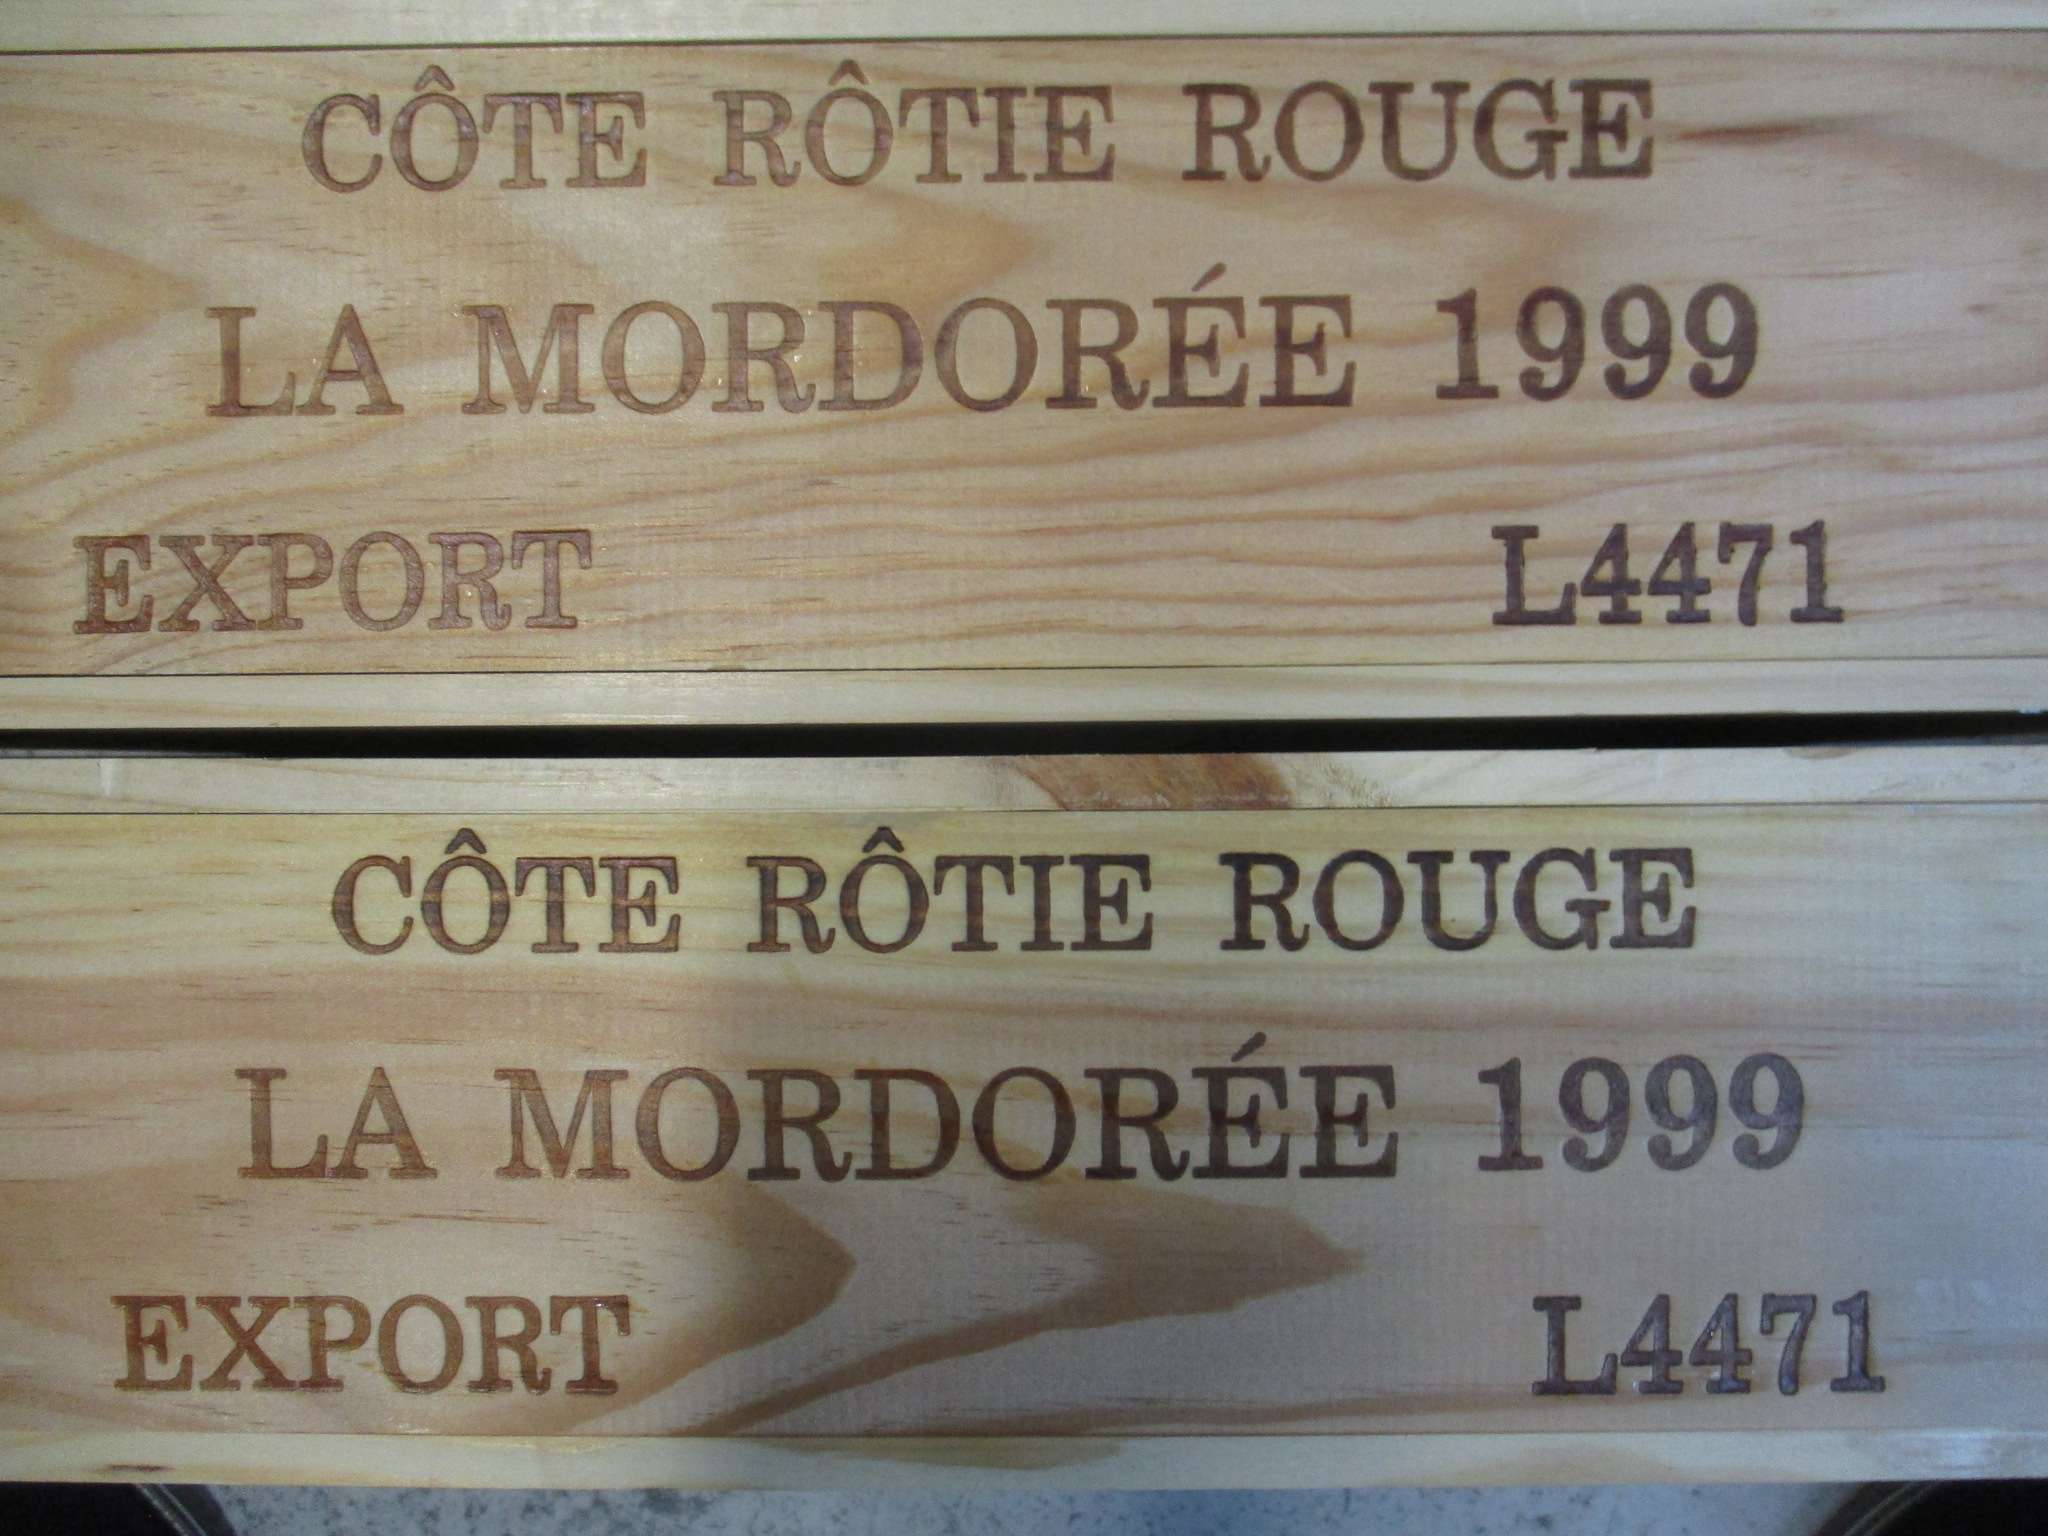 CÔTE RÔTIE ROUGE
LA MORDORÉE 1999
EXPORT L4471
CÔTE RÔTIE ROUGE
LA MORDORÉE 1999
EXPORT L4471